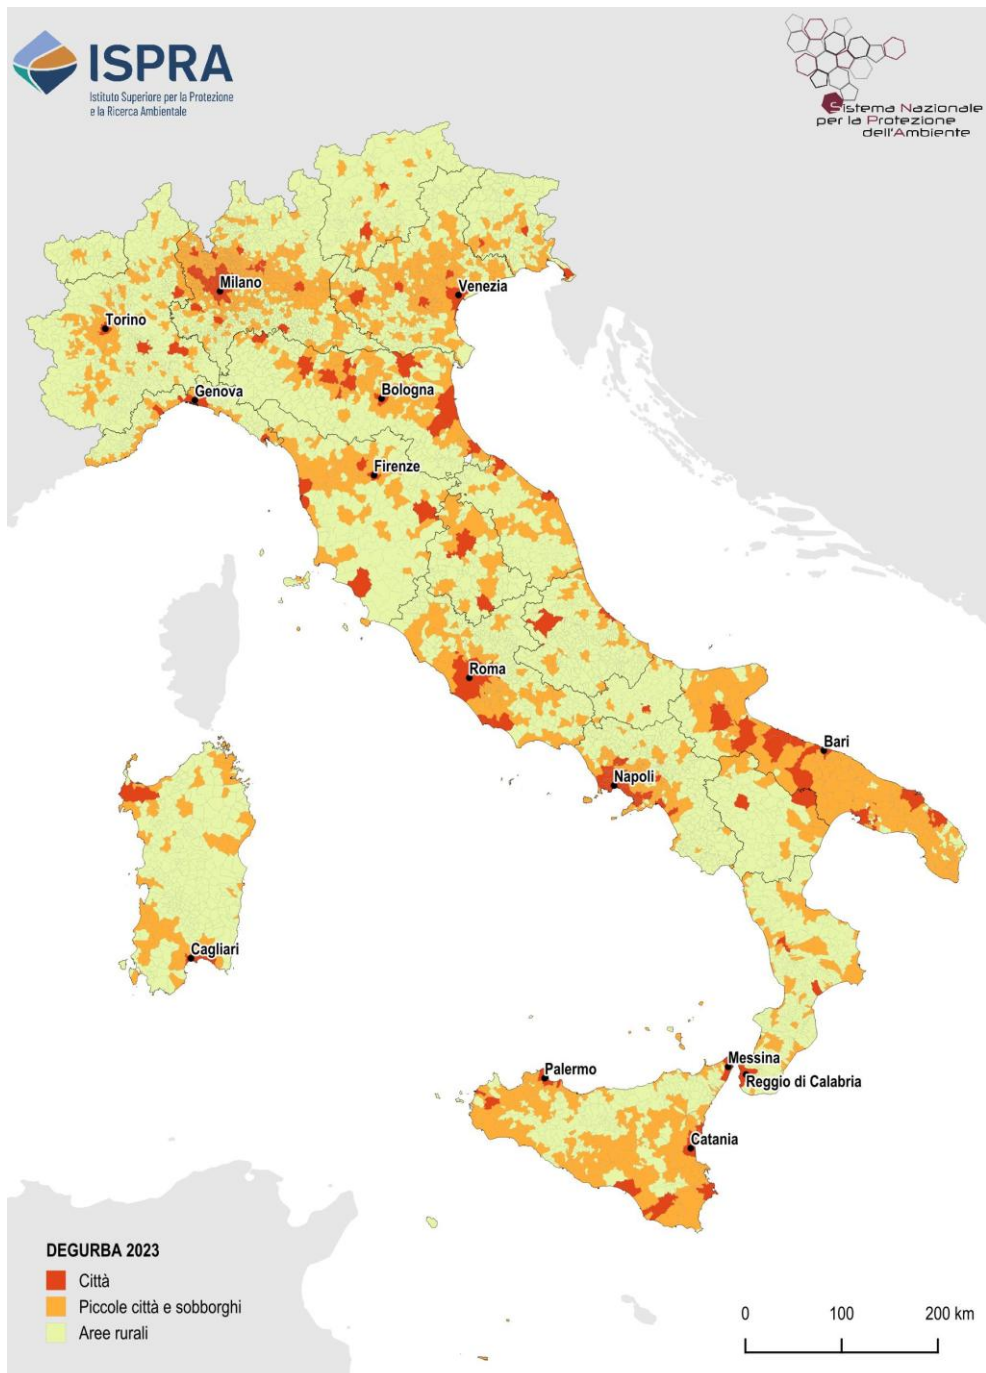 ISPRA
Istituto Superiore per la Protezione
e la Ricerca Ambientale
Sistema Nazionale
per la Protezione
dell'Ambiente
Milano
Venezia
Torino
Genova
Bologna
Firenze
Roma
Bari
Napoli
Cagliari
Messina
Palermo
Reggio di Calabria
Catania
DEGURBA 2023
Città
Piccole città e sobborghi
Aree rurali
0 100 200 km